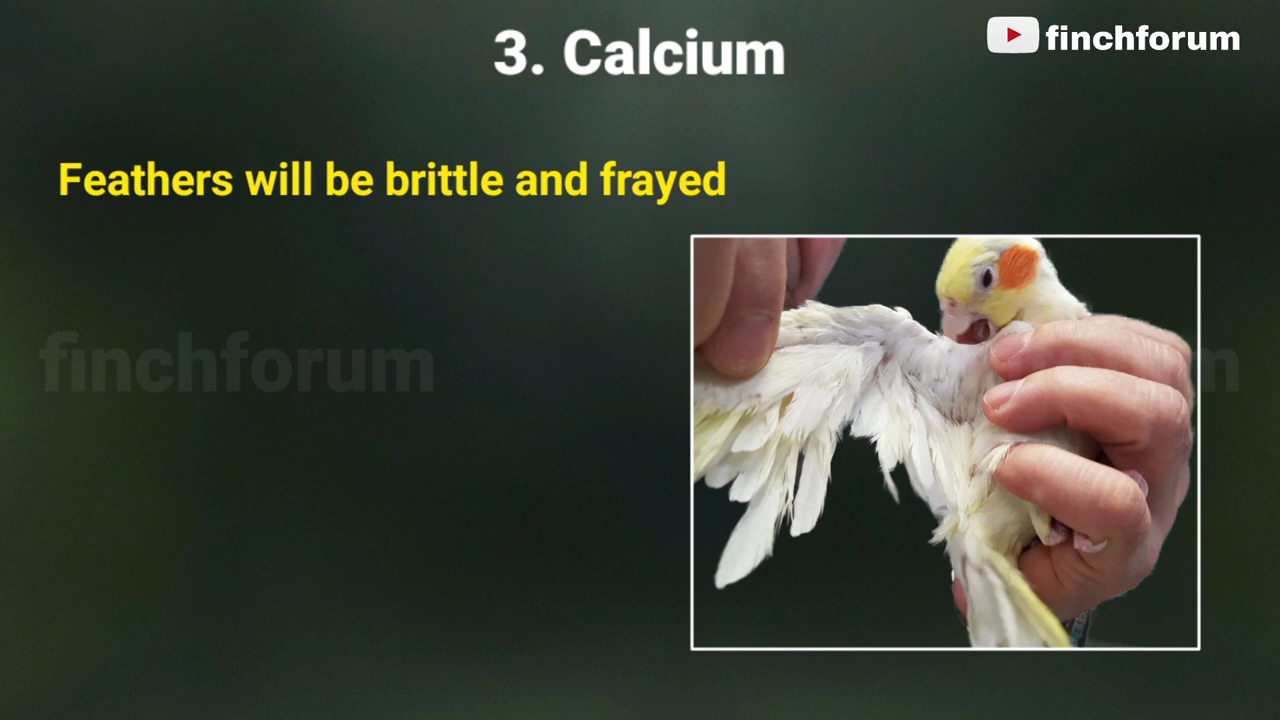 3. Calcium
finchforum
Feathers will be brittle and frayed
finchforum
m